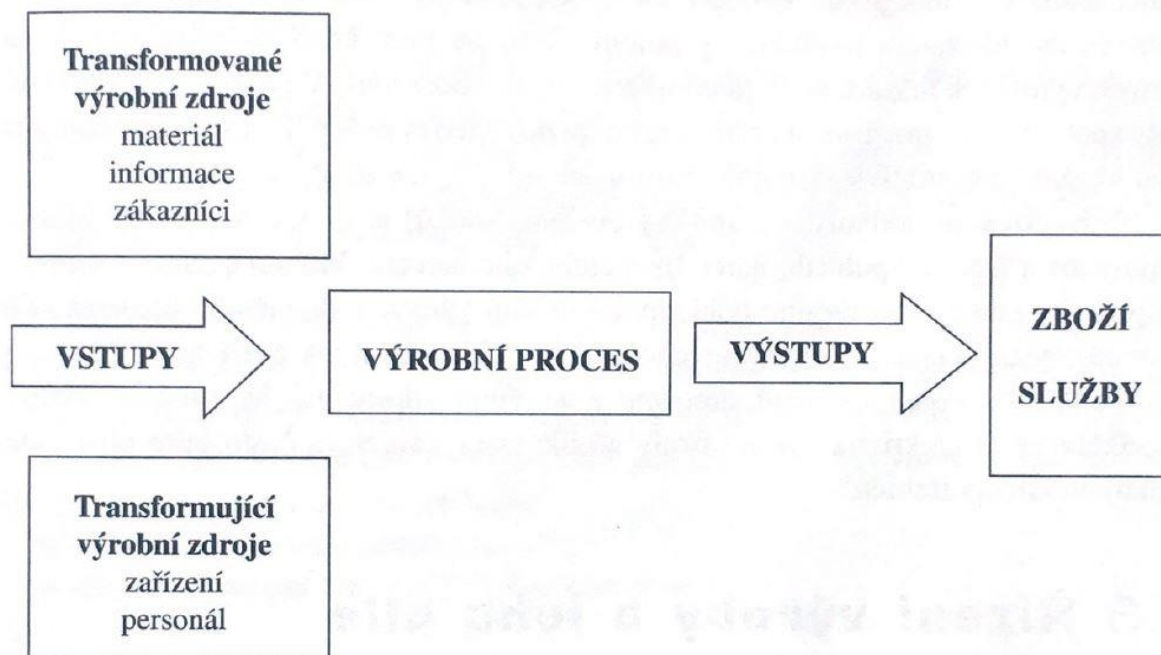 Transformované
výrobní zdroje
materiál
informace
zákazníci
VSTUPY
VÝROBNÍ PROCES
VÝSTUPY
ZBOŽÍ
SLUŽBY
Transformující
výrobní zdroje
zařízení
personál